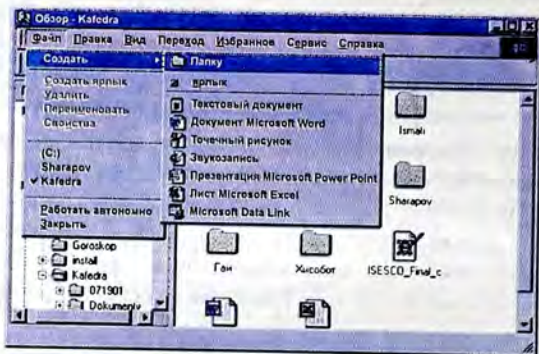 Обзор - Kafedra
Файл Правка Вид Переход Избранное Сервис Справка
Создать
Создать ярлык
Удалить
Переименовать
Свойства
(C:)
Sharapov
Kafedra
Работать автономно
Закрыть
Папку
Ярлык
Текстовый документ
Документ Microsoft Word
Точечный рисунок
Звукозапись
Презентация Microsoft Power Point
Лист Microsoft Excel
Microsoft Data Link
Goroskop
install
Kafedra
071901
Dokumenty
Ismali
Sharapov
Ган
Хисобот
ISESCO_Final_c